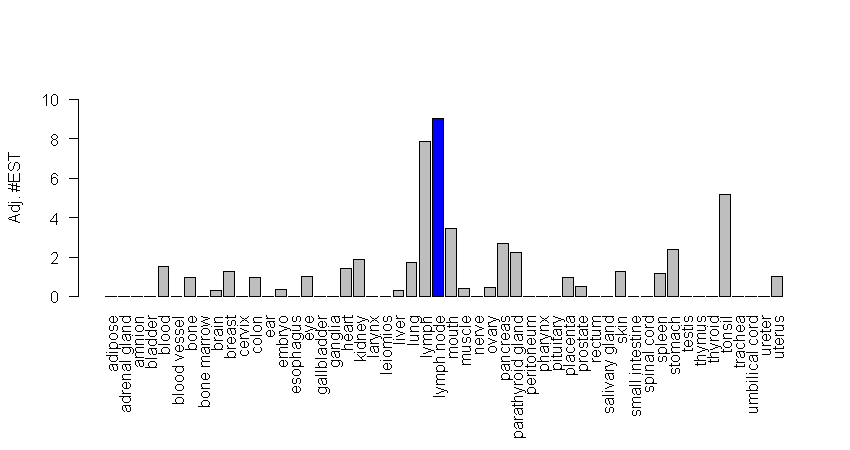 Adj. #EST
10
8
6
4
2
0
adipose
adrenal gland
amnion
bladder
blood
blood vessel
bone
bone marrow
brain
breast
cervix
colon
ear
embryo
esophagus
eye
gallbladder
ganglia
heart
kidney
larynx
leiomios
liver
lung
lymph
lymph node
mouth
muscle
nerve
ovary
pancreas
parathyroid gland
peritoneum
pharynx
pituitary
placenta
prostate
rectum
salivary gland
skin
small intestine
spinal cord
spleen
stomach
testis
thymus
thyroid
tonsil
trachea
umbilical cord
ureter
uterus